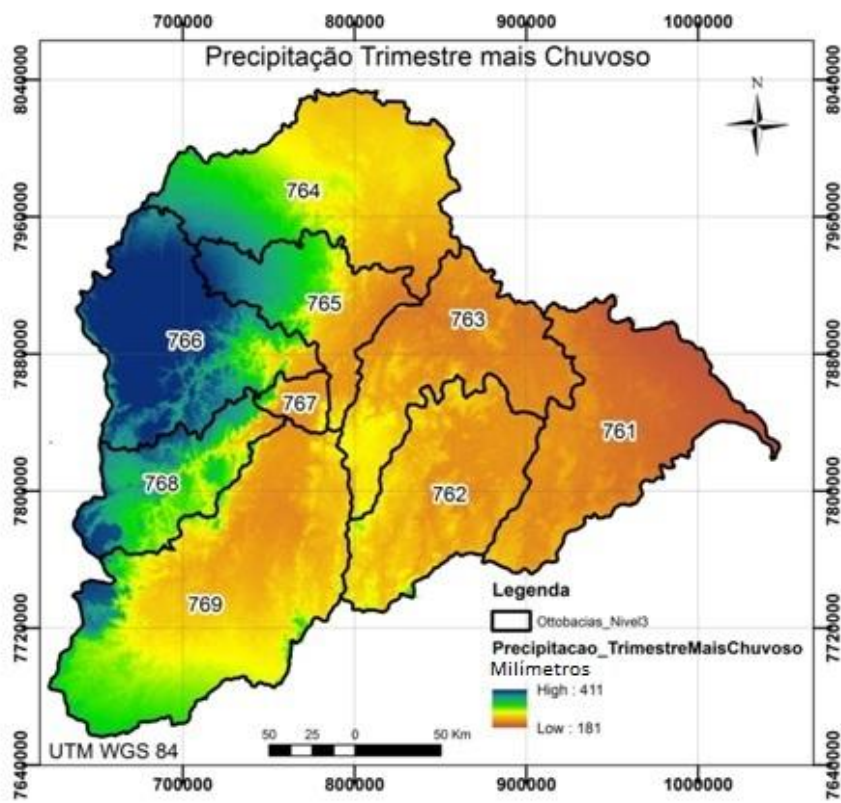 700000 800000 900000 1000000
Precipitação Trimestre mais Chuvoso
8040000 8040000
N
764
7960000 7960000
765
763
766
7880000 7880000
767
761
768
762
7800000 7800000
769
Legenda
Ottobacias_Nivel3
7720000 7720000
Precipitacao_TrimestreMaisChuvoso
Milímetros
High : 411
Low : 181
50 25 0 50 Km
UTM WGS 84
7640000 7640000
700000 800000 900000 1000000